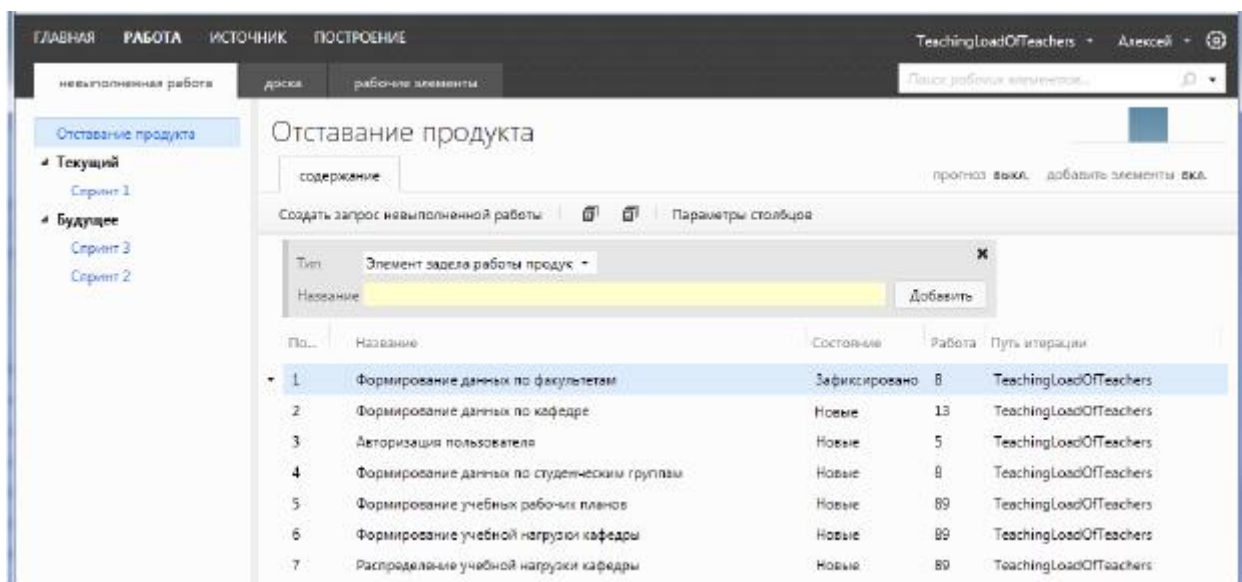 ГЛАВНАЯ РАБОТА ИСТОЧНИК ПОСТРОЕНИЕ TeachingLoadOfTeachers Алексей
невыполненная работа доска рабочие элементы Поиск рабочих элементов...
Отставание продукта
Текущий
Спринт 1
Будущее
Спринт 3
Спринт 2
Отставание продукта
содержание прогноз выкл. добавить элементы вкл.
Создать запрос невыполненной работы Параметры столбцов
Тип Элемент задела работы продук
Название Добавить
По... Название Состояние Работа Путь итерации
1 Формирование данных по факультетам Зафиксировано 8 TeachingLoadOfTeachers
2 Формирование данных по кафедре Новые 13 TeachingLoadOfTeachers
3 Авторизация пользователя Новые 5 TeachingLoadOfTeachers
4 Формирование данных по студенческим группам Новые 8 TeachingLoadOfTeachers
5 Формирование учебных рабочих планов Новые 89 TeachingLoadOfTeachers
6 Формирование учебной нагрузки кафедры Новые 89 TeachingLoadOfTeachers
7 Распределение учебной нагрузки кафедры Новые 89 TeachingLoadOfTeachers